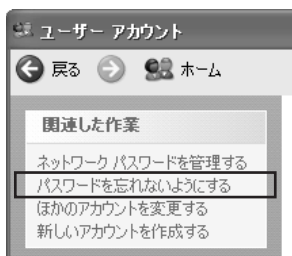 ユーザー アカウント
戻る ホーム
関連した作業
ネットワーク パスワードを管理する
パスワードを忘れないようにする
ほかのアカウントを変更する
新しいアカウントを作成する